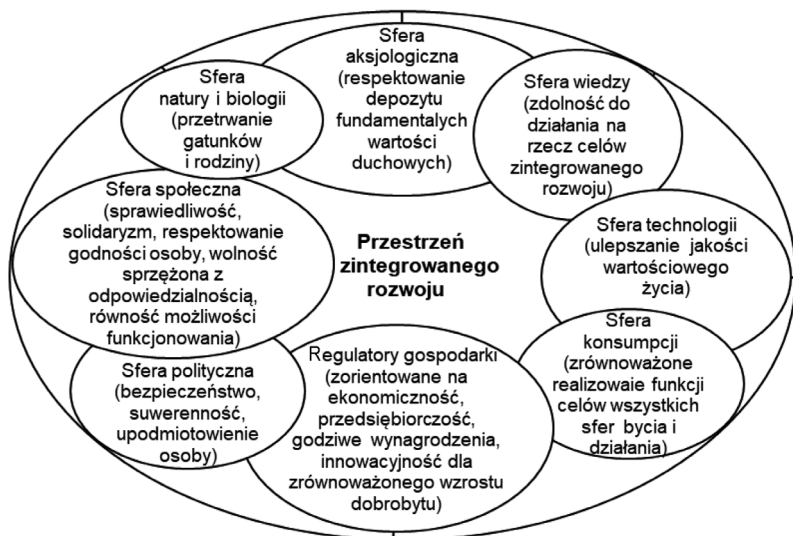 Sfera
aksjologiczna
(respektowanie
depozytu
fundamentalych
wartości
duchowych)
Sfera
natury i biologii
(przetrwanie
gatunków
i rodziny)
Sfera wiedzy
(zdolność do
działania na
rzecz celów
zintegrowanego
rozwoju)
Sfera społeczna
(sprawiedliwość,
solidaryzm, respektowanie
godności osoby, wolność
sprzężona z
odpowiedzialnością,
równość możliwości
funkcjonowania)
Przestrzeń
zintegrowanego
rozwoju
Sfera technologii
(ulepszanie jakości
wartościowego
życia)
Sfera polityczna
(bezpieczeństwo,
suwerenność,
upodmiotowienie
osoby)
Regulatory gospodarki
(zorientowane na
ekonomiczność,
przedsiębiorczość,
godziwe wynagrodzenia,
innowacyjność dla
zrównoważonego wzrostu
dobrobytu)
Sfera
konsumpcji
(zrównoważone
realizowaie funkcji
celów wszystkich
sfer bycia i
działania)